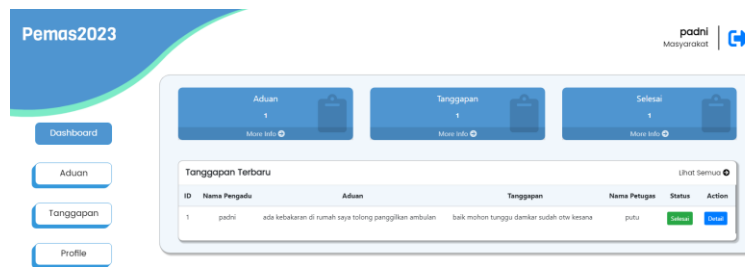 Pemas2023
padni
Masyarakat
Dashboard
Aduan
Tanggapan
Profile
Aduan
1
More Info
Tanggapan
1
More Info
Selesai
1
More Info
Tanggapan Terbaru
Lihat Semua
ID Nama Pengadu Aduan Tanggapan Nama Petugas Status Action
1 padni ada kebakaran di rumah saya tolong panggilkan ambulan baik mohon tunggu damkar sudah otw kesana putu Selesai Detail